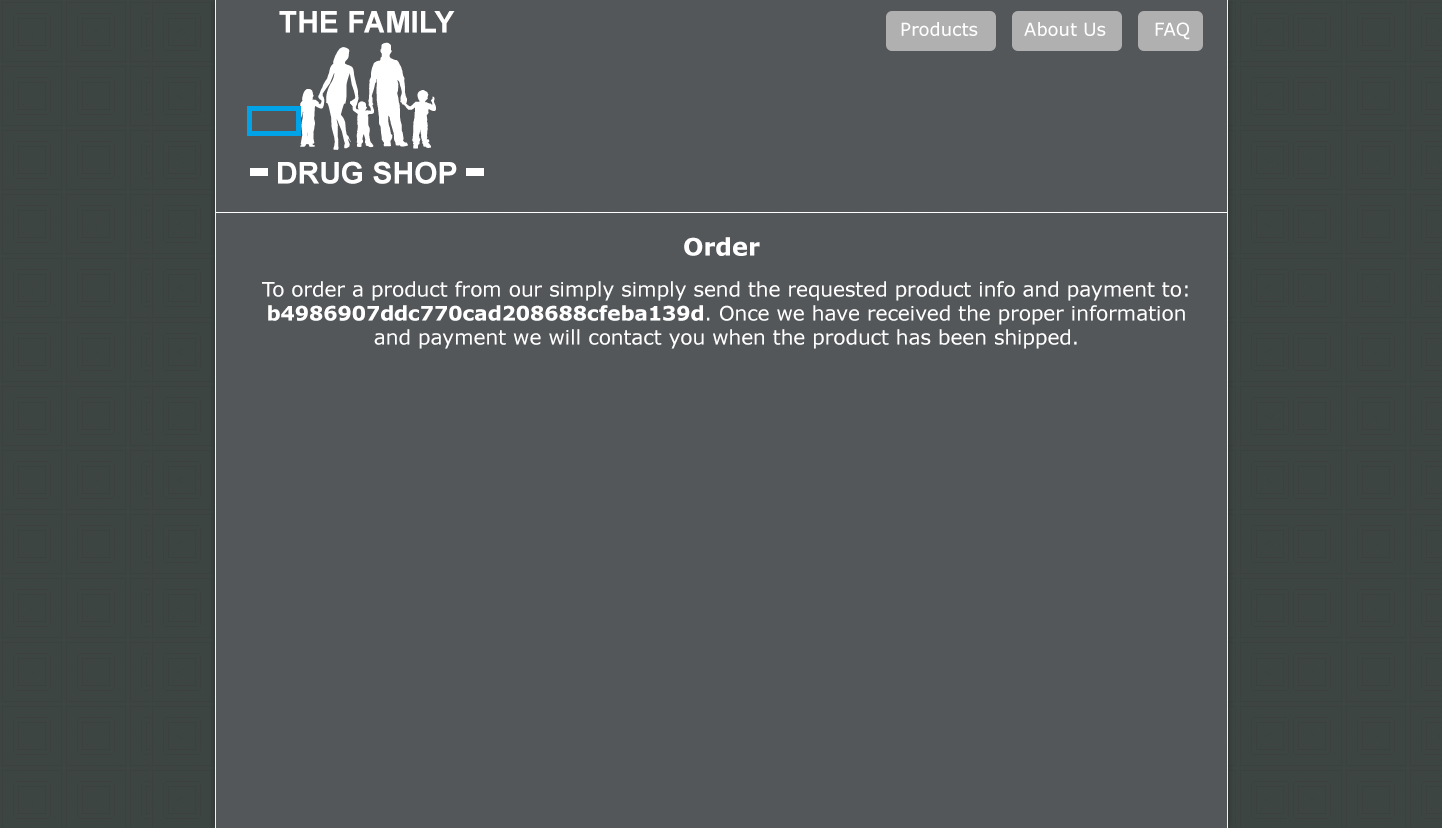 THE FAMILY
- DRUG SHOP -
Products About Us FAQ
Order
To order a product from our simply simply send the requested product info and payment to:
b4986907ddc770cad208688cfeba139d. Once we have received the proper information
and payment we will contact you when the product has been shipped.